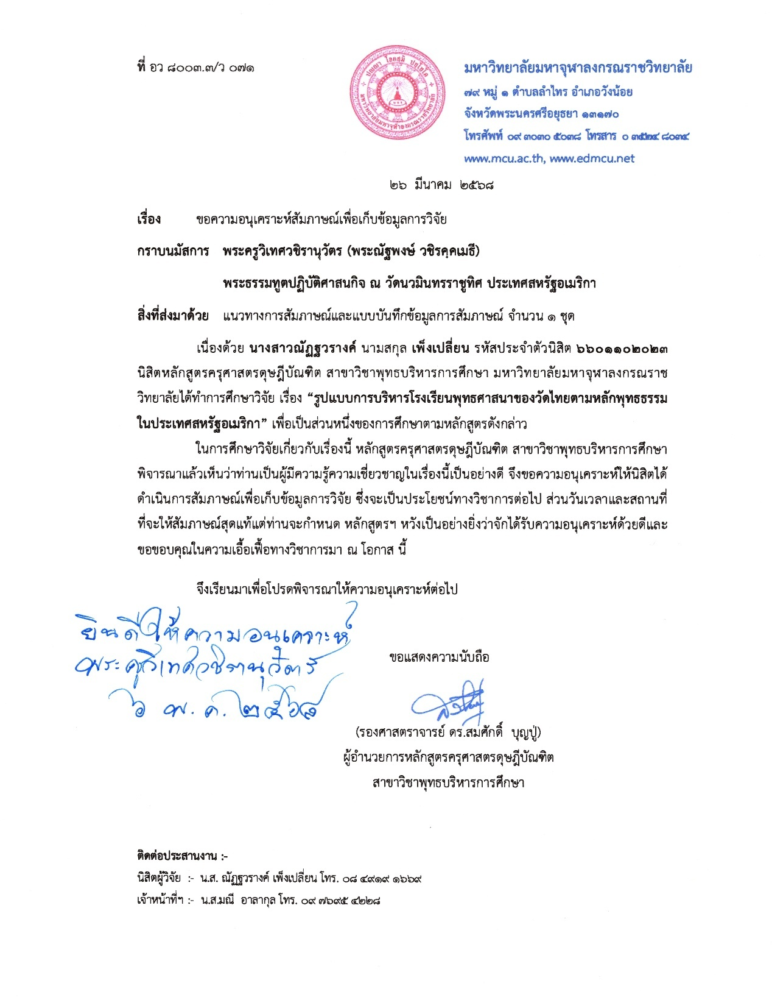 ที่ อว ๘๐๐๓.๓/ว ๐๗๑
ปญฺญา โลกสฺมิ ปชฺโชโต
มหาวิทยาลัยมหาจุฬาลงกรณราชวิทยาลัย
มหาวิทยาลัยมหาจุฬาลงกรณราชวิทยาลัย
๗๙ หมู่ ๑ ตำบลลำไทร อำเภอวังน้อย
จังหวัดพระนครศรีอยุธยา ๑๓๑๗๐
โทรศัพท์ ๐๙ ๓๐๓๐ ๕๐๓๘ โทรสาร ๐ ๓๕๒๔ ๘๐๓๔
www.mcu.ac.th, www.edmcu.net
๒๖ มีนาคม ๒๕๖๘
เรื่อง ขอความอนุเคราะห์สัมภาษณ์เพื่อเก็บข้อมูลการวิจัย
กราบนมัสการ พระครูวิเทศวชิรานุวัตร (พระณัฐพงษ์ วชิรคฺคเมธี)
พระธรรมทูตปฏิบัติศาสนกิจ ณ วัดนวมินทรราชูทิศ ประเทศสหรัฐอเมริกา
สิ่งที่ส่งมาด้วย แนวทางการสัมภาษณ์และแบบบันทึกข้อมูลการสัมภาษณ์ จำนวน ๑ ชุด
เนื่องด้วย นางสาวณัฏฐวรางค์ นามสกุล เพ็งเปลี่ยน รหัสประจำตัวนิสิต ๖๖๐๑๑๐๒๐๒๓
นิสิตหลักสูตรครุศาสตรดุษฎีบัณฑิต สาขาวิชาพุทธบริหารการศึกษา มหาวิทยาลัยมหาจุฬาลงกรณราช
วิทยาลัยได้ทำการศึกษาวิจัย เรื่อง “รูปแบบการบริหารโรงเรียนพุทธศาสนาของวัดไทยตามหลักพุทธธรรม
ในประเทศสหรัฐอเมริกา” เพื่อเป็นส่วนหนึ่งของการศึกษาตามหลักสูตรดังกล่าว
ในการศึกษาวิจัยเกี่ยวกับเรื่องนี้ หลักสูตรครุศาสตรดุษฎีบัณฑิต สาขาวิชาพุทธบริหารการศึกษา
พิจารณาแล้วเห็นว่าท่านเป็นผู้มีความรู้ความเชี่ยวชาญในเรื่องนี้เป็นอย่างดี จึงขอความอนุเคราะห์ให้นิสิตได้
ดำเนินการสัมภาษณ์เพื่อเก็บข้อมูลการวิจัย ซึ่งจะเป็นประโยชน์ทางวิชาการต่อไป ส่วนวันเวลาและสถานที่
ที่จะให้สัมภาษณ์สุดแท้แต่ท่านจะกำหนด หลักสูตรฯ หวังเป็นอย่างยิ่งว่าจักได้รับความอนุเคราะห์ด้วยดีและ
ขอขอบคุณในความเอื้อเฟื้อทางวิชาการมา ณ โอกาส นี้
จึงเรียนมาเพื่อโปรดพิจารณาให้ความอนุเคราะห์ต่อไป
ยินดีให้ความอนุเคราะห์
พระครูวิเทศวชิรานุวัตร
๖ พ.ค. ๒๕๖๘
ขอแสดงความนับถือ
(รองศาสตราจารย์ ดร.สมศักดิ์ บุญปู่)
ผู้อำนวยการหลักสูตรครุศาสตรดุษฎีบัณฑิต
สาขาวิชาพุทธบริหารการศึกษา
ติดต่อประสานงาน :-
นิสิตผู้วิจัย :- น.ส. ณัฏฐวรางค์ เพ็งเปลี่ยน โทร. ๐๘ ๔๙๑๙ ๑๖๖๙
เจ้าหน้าที่ฯ :- น.ส.มณี อาลากุล โทร. ๐๙ ๗๖๙๕ ๔๒๒๘